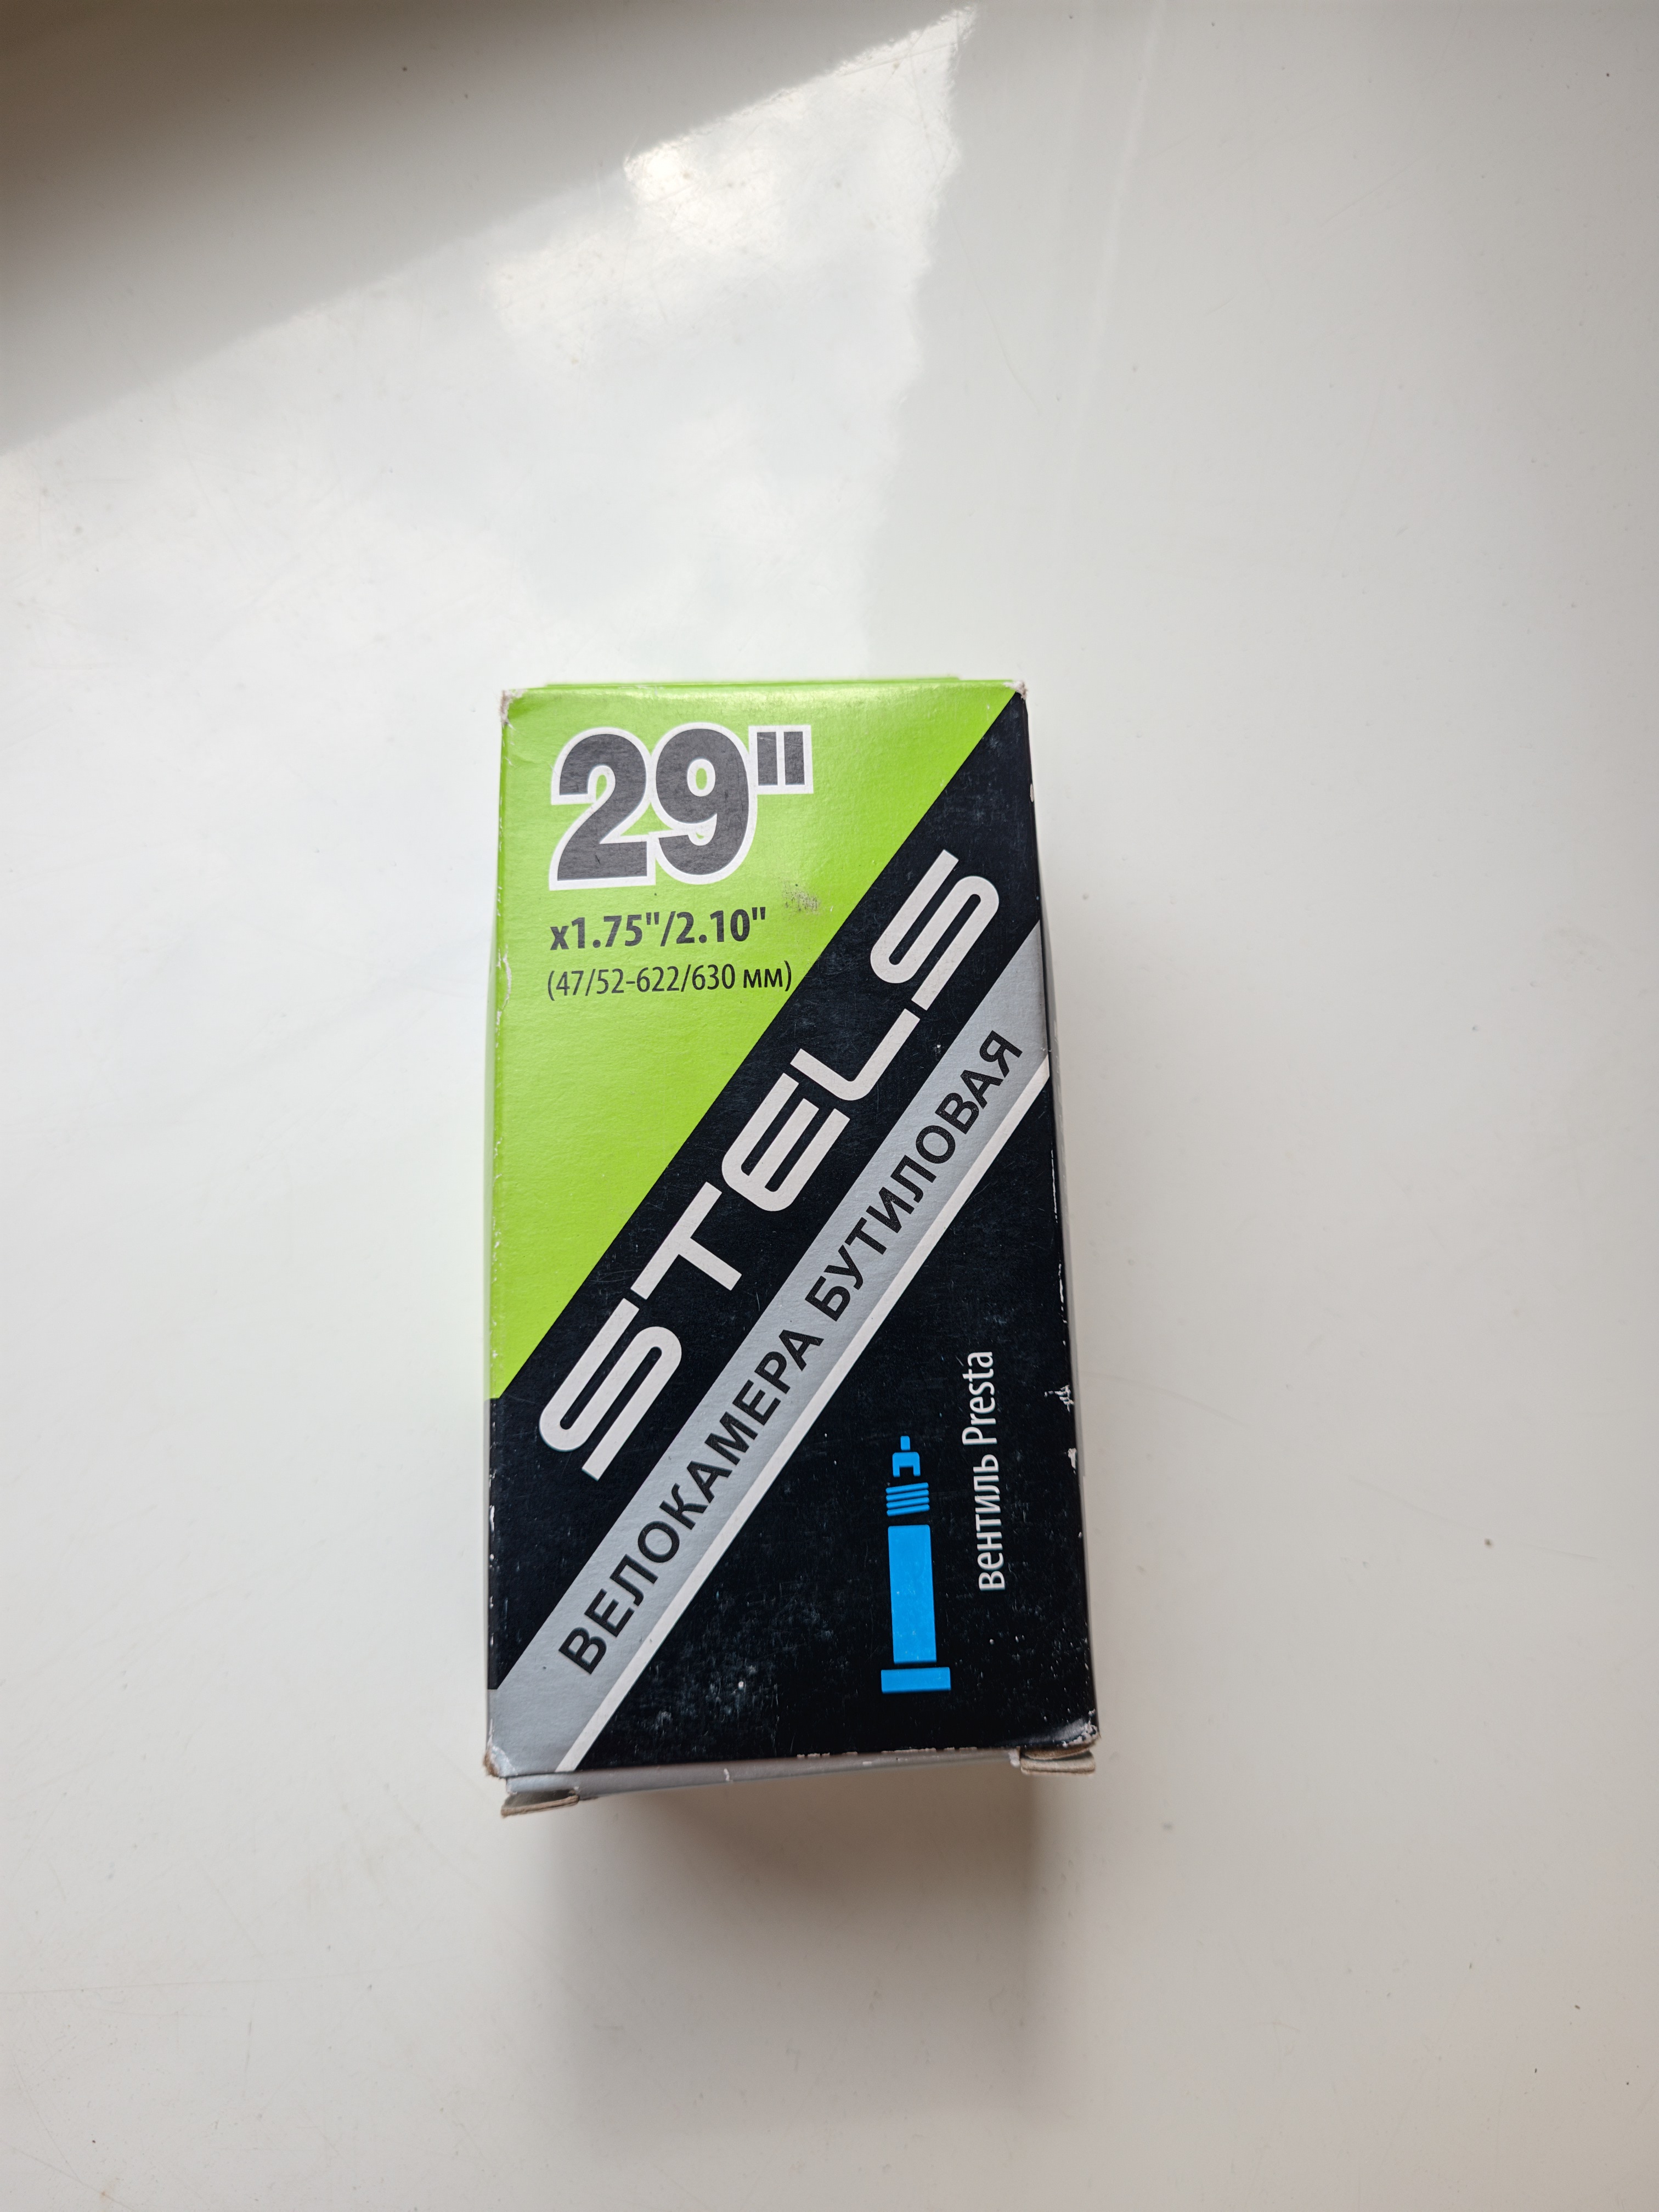 29"
x1.75"/2.10"
(47/52-622/630 мм)
STELS
ВЕЛОКАМЕРА БУТИЛОВАЯ
вентиль Presta